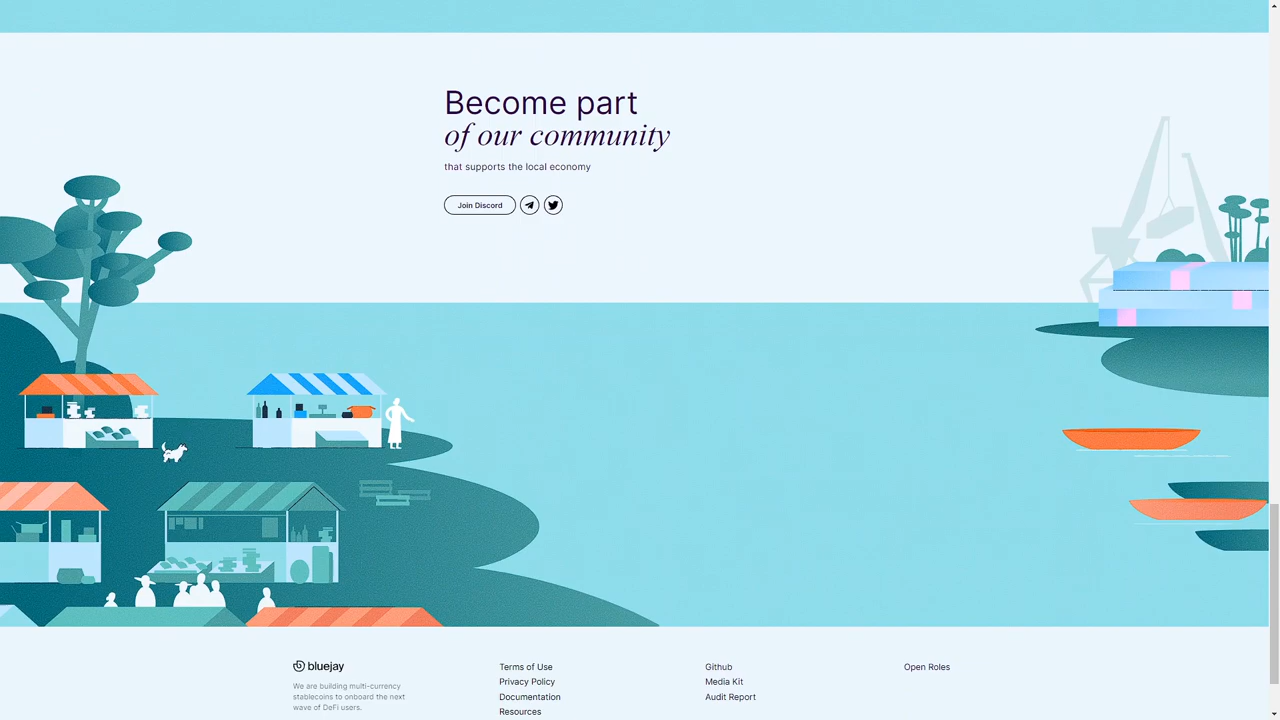 Become part
of our community
that supports the local economy
Join Discord
bluejay
We are building multi-currency
stablecoins to onboard the next
wave of DeFi users.
Terms of Use
Privacy Policy
Documentation
Resources
Github
Media Kit
Audit Report
Open Roles